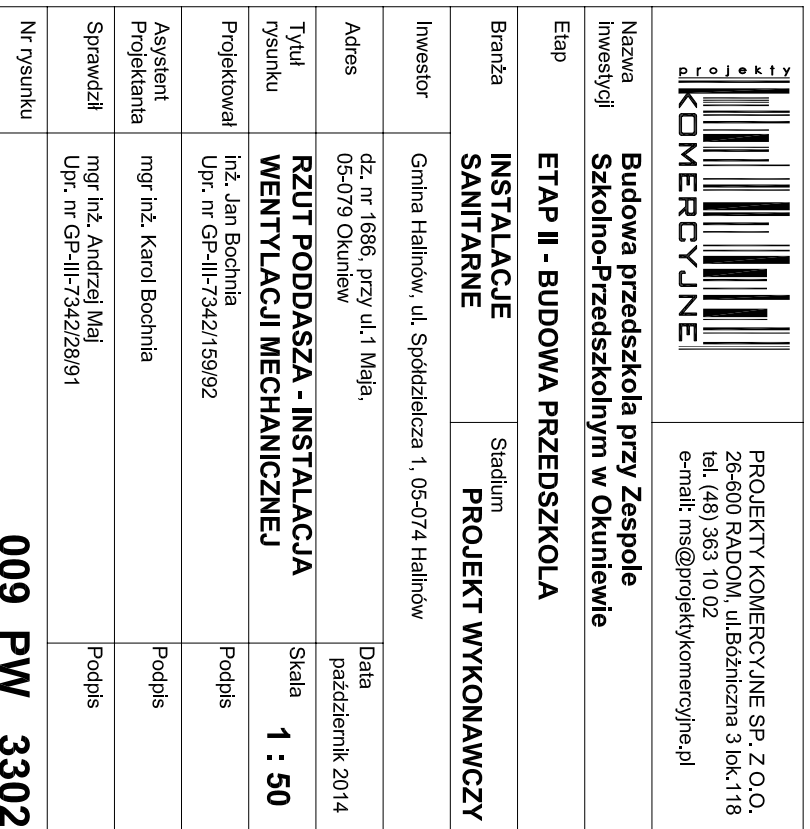 projekty
KOMERCYJNE
PROJEKTY KOMERCYJNE SP. Z O.O.
26-600 RADOM, ul.Bóżniczna 3 lok.118
tel. (48) 363 10 02
e-mail: ms@projektykomercyjne.pl
Nazwa
inwestycji
Budowa przedszkola przy Zespole
Szkolno-Przedszkolnym w Okuniewie
Etap
ETAP II - BUDOWA PRZEDSZKOLA
Branża
INSTALACJE
SANITARNE
Stadium
PROJEKT WYKONAWCZY
Inwestor
Gmina Halinów, ul. Spółdzielcza 1, 05-074 Halinów
Adres
dz. nr 1686, przy ul.1 Maja,
05-079 Okuniew
Data
październik 2014
Tytuł
rysunku
RZUT PODDASZA - INSTALACJA
WENTYLACJI MECHANICZNEJ
Skala
1 : 50
Projektował
inż. Jan Bochnia
Upr. nr GP-III-7342/159/92
Podpis
Asystent
Projektanta
mgr inż. Karol Bochnia
Podpis
Sprawdził
mgr inż. Andrzej Maj
Upr. nr GP-III-7342/28/91
Podpis
Nr rysunku
009 PW 3302